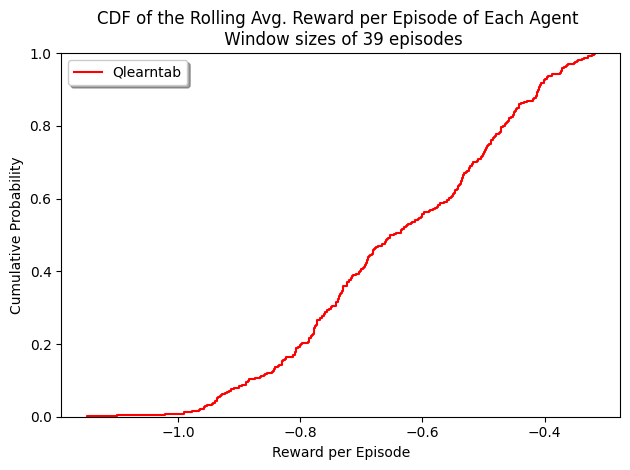 CDF of the Rolling Avg. Reward per Episode of Each Agent
Window sizes of 39 episodes
Qlearntab
Cumulative Probability
1.0
0.8
0.6
0.4
0.2
0.0
−1.0
−0.8
−0.6
−0.4
Reward per Episode